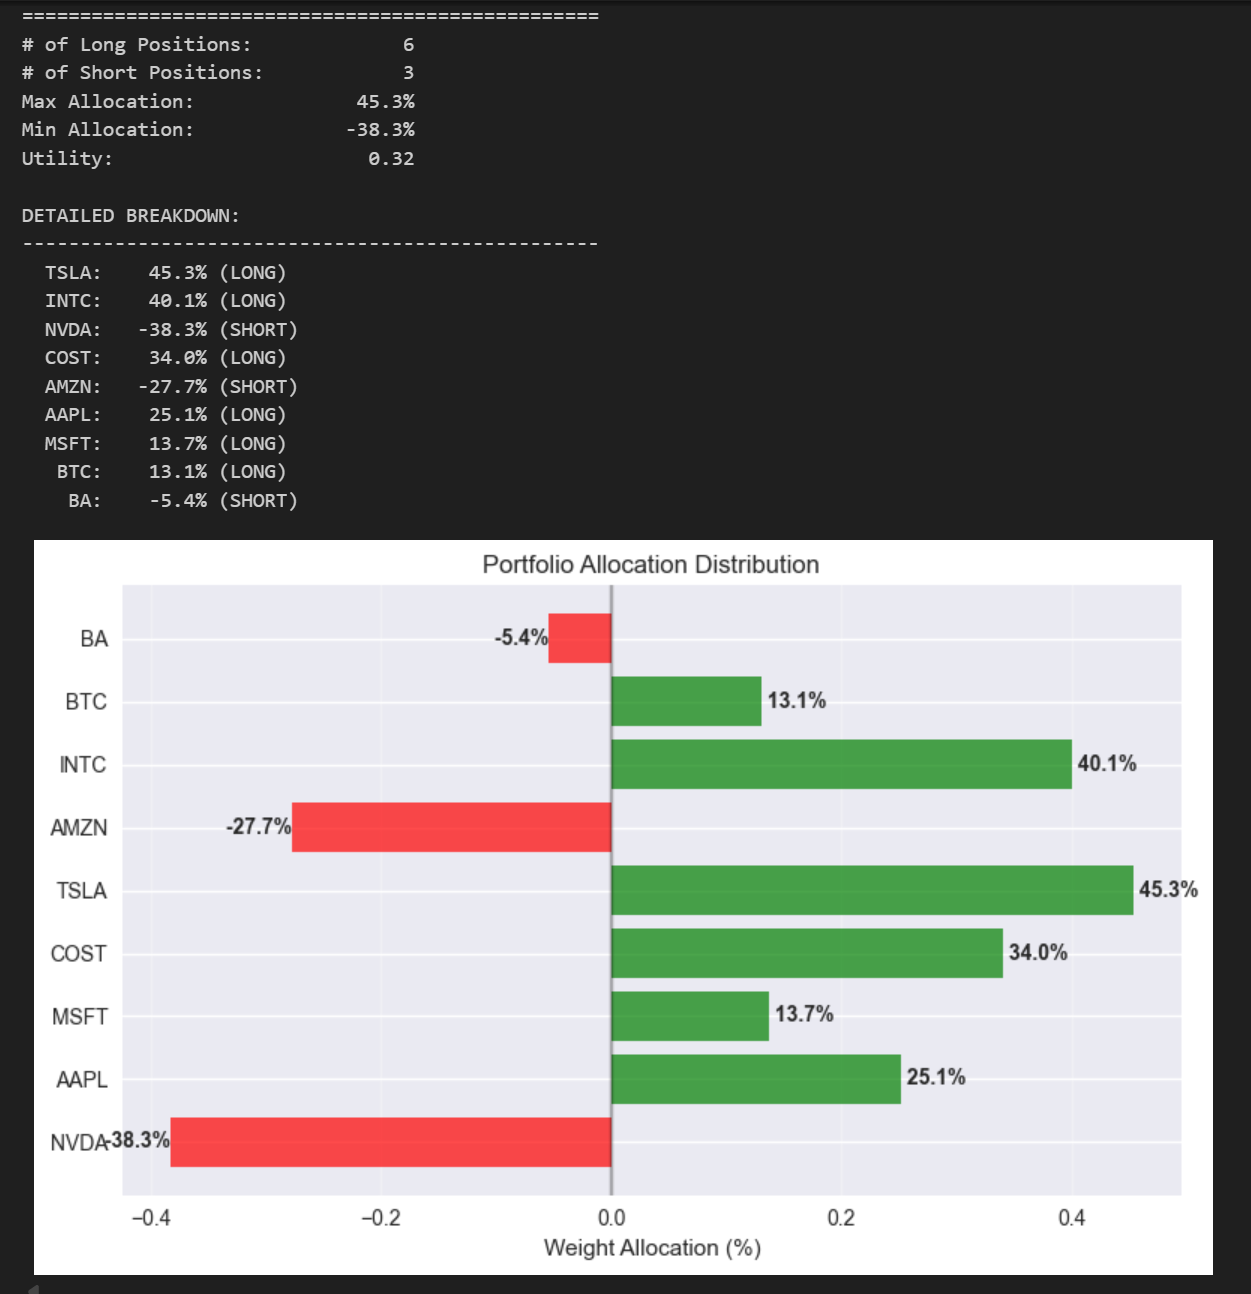 ==================================================
# of Long Positions: 6
# of Short Positions: 3
Max Allocation: 45.3%
Min Allocation: -38.3%
Utility: 0.32
DETAILED BREAKDOWN:
--------------------------------------------------
TSLA: 45.3% (LONG)
INTC: 40.1% (LONG)
NVDA: -38.3% (SHORT)
COST: 34.0% (LONG)
AMZN: -27.7% (SHORT)
AAPL: 25.1% (LONG)
MSFT: 13.7% (LONG)
BTC: 13.1% (LONG)
BA: -5.4% (SHORT)
Portfolio Allocation Distribution
BA -5.4%
BTC 13.1%
INTC 40.1%
AMZN -27.7%
TSLA 45.3%
COST 34.0%
MSFT 13.7%
AAPL 25.1%
NVDA -38.3%
−0.4 −0.2 0.0 0.2 0.4
Weight Allocation (%)